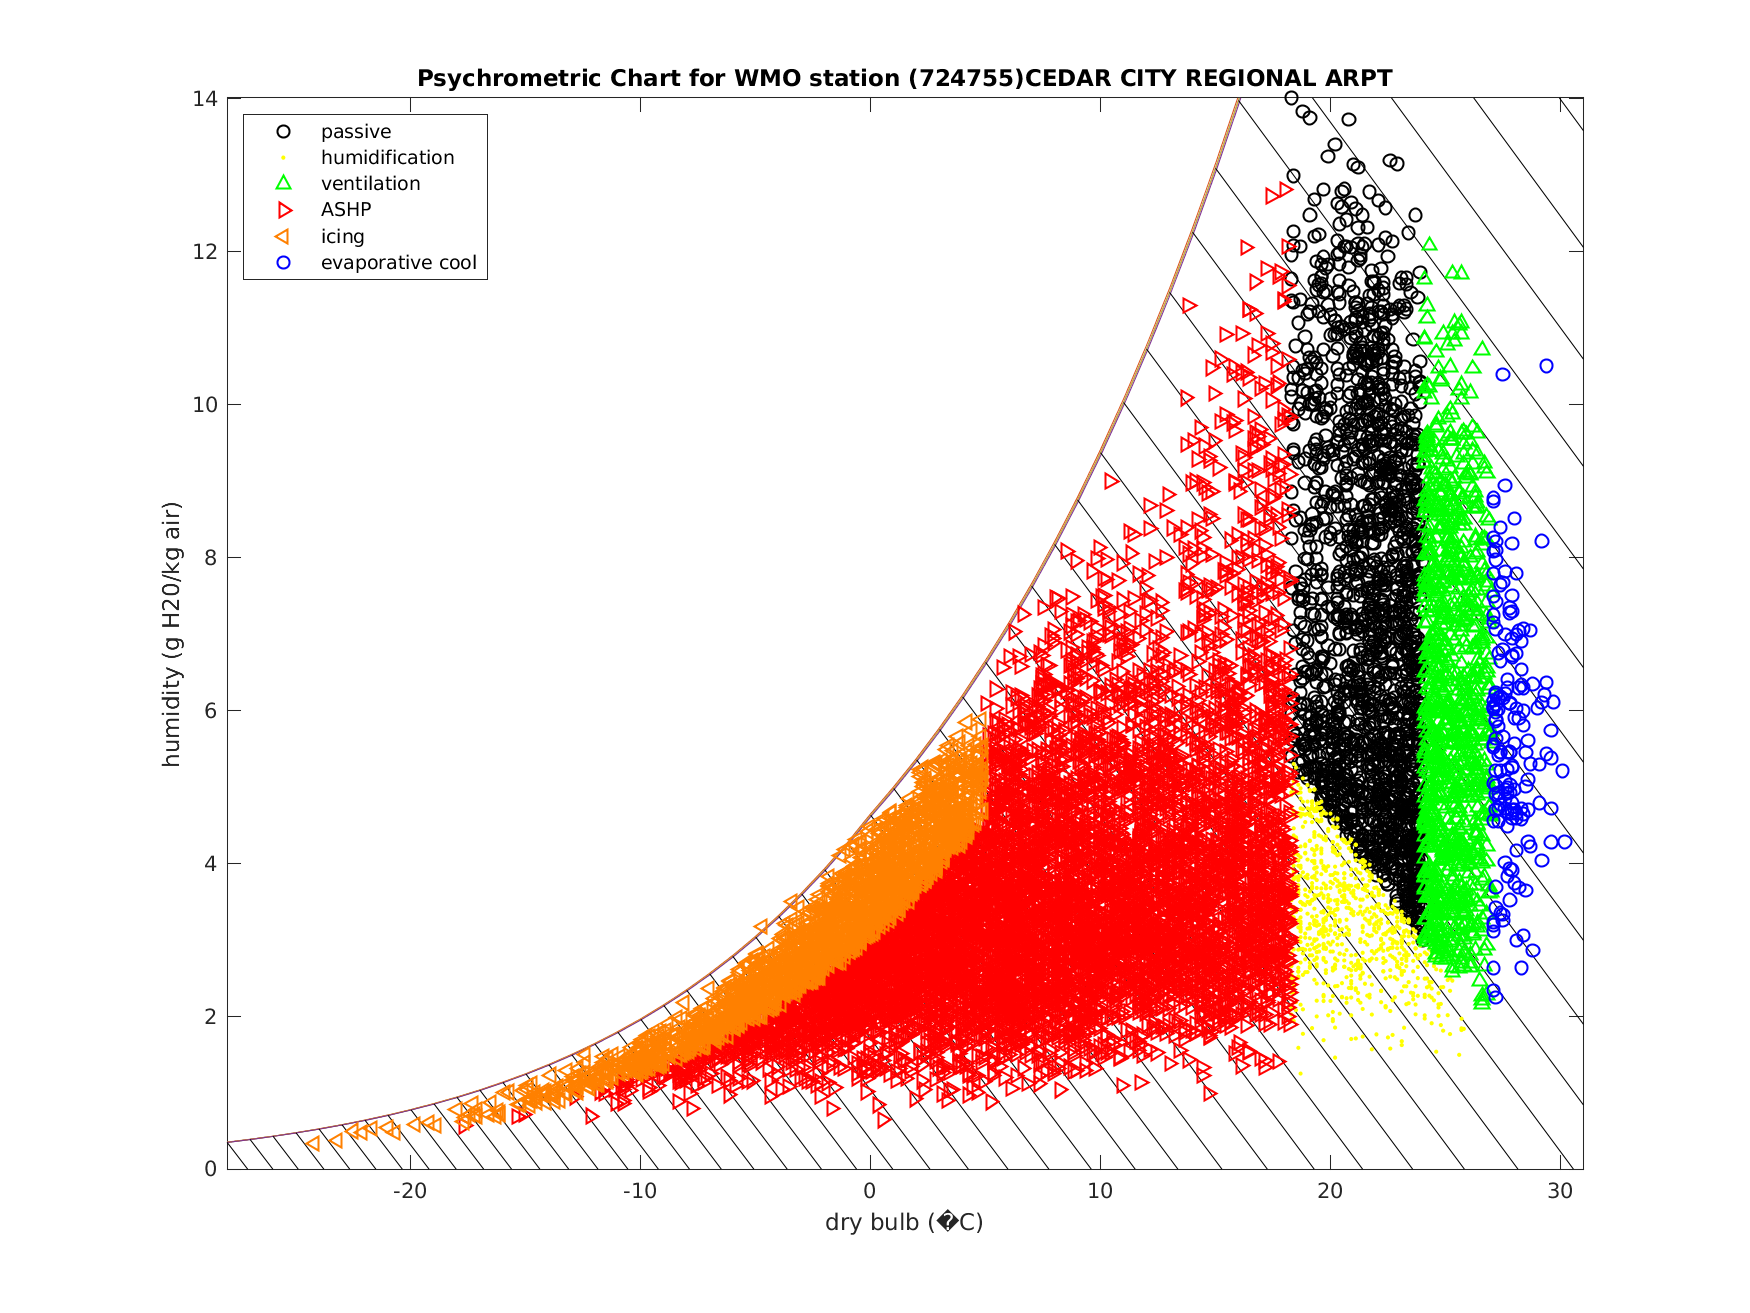 Psychrometric Chart for WMO station (724755)CEDAR CITY REGIONAL ARPT
14
12
10
8
6
4
2
0
humidity (g H20/kg air)
passive
humidification
ventilation
ASHP
icing
evaporative cool
-20
-10
0
10
20
30
dry bulb (�C)